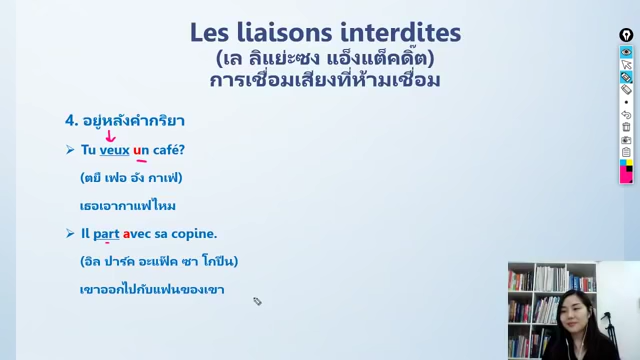 Les liaisons interdites
(เล ลิแย่ะซง แอ็งแต็คดิ๊ต)
การเชื่อมเสียงที่ห้ามเชื่อม
4. อยู่หลังคำกริยา
Tu veux un café?
(ตยี เฟอ อัง กาเฟ่)
เธอเอากาแฟไหม
Il part avec sa copine.
(อิล ปาร์ค อะแฟ็ค ซา โกปีน)
เขาออกไปกับแฟนของเขา